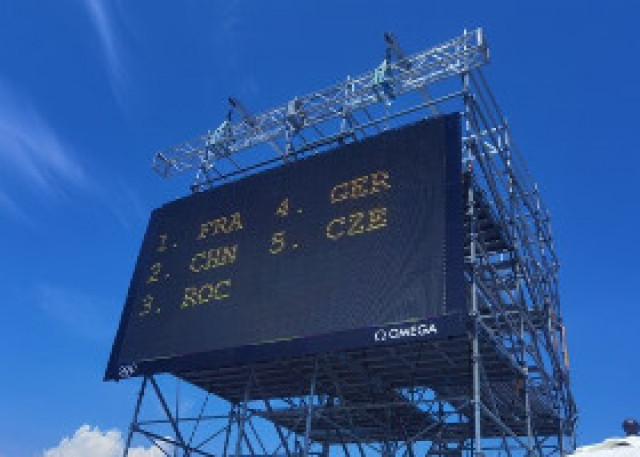 1. FRA 4. GER
2. CHN 5. CZE
3. ROC
OMEGA